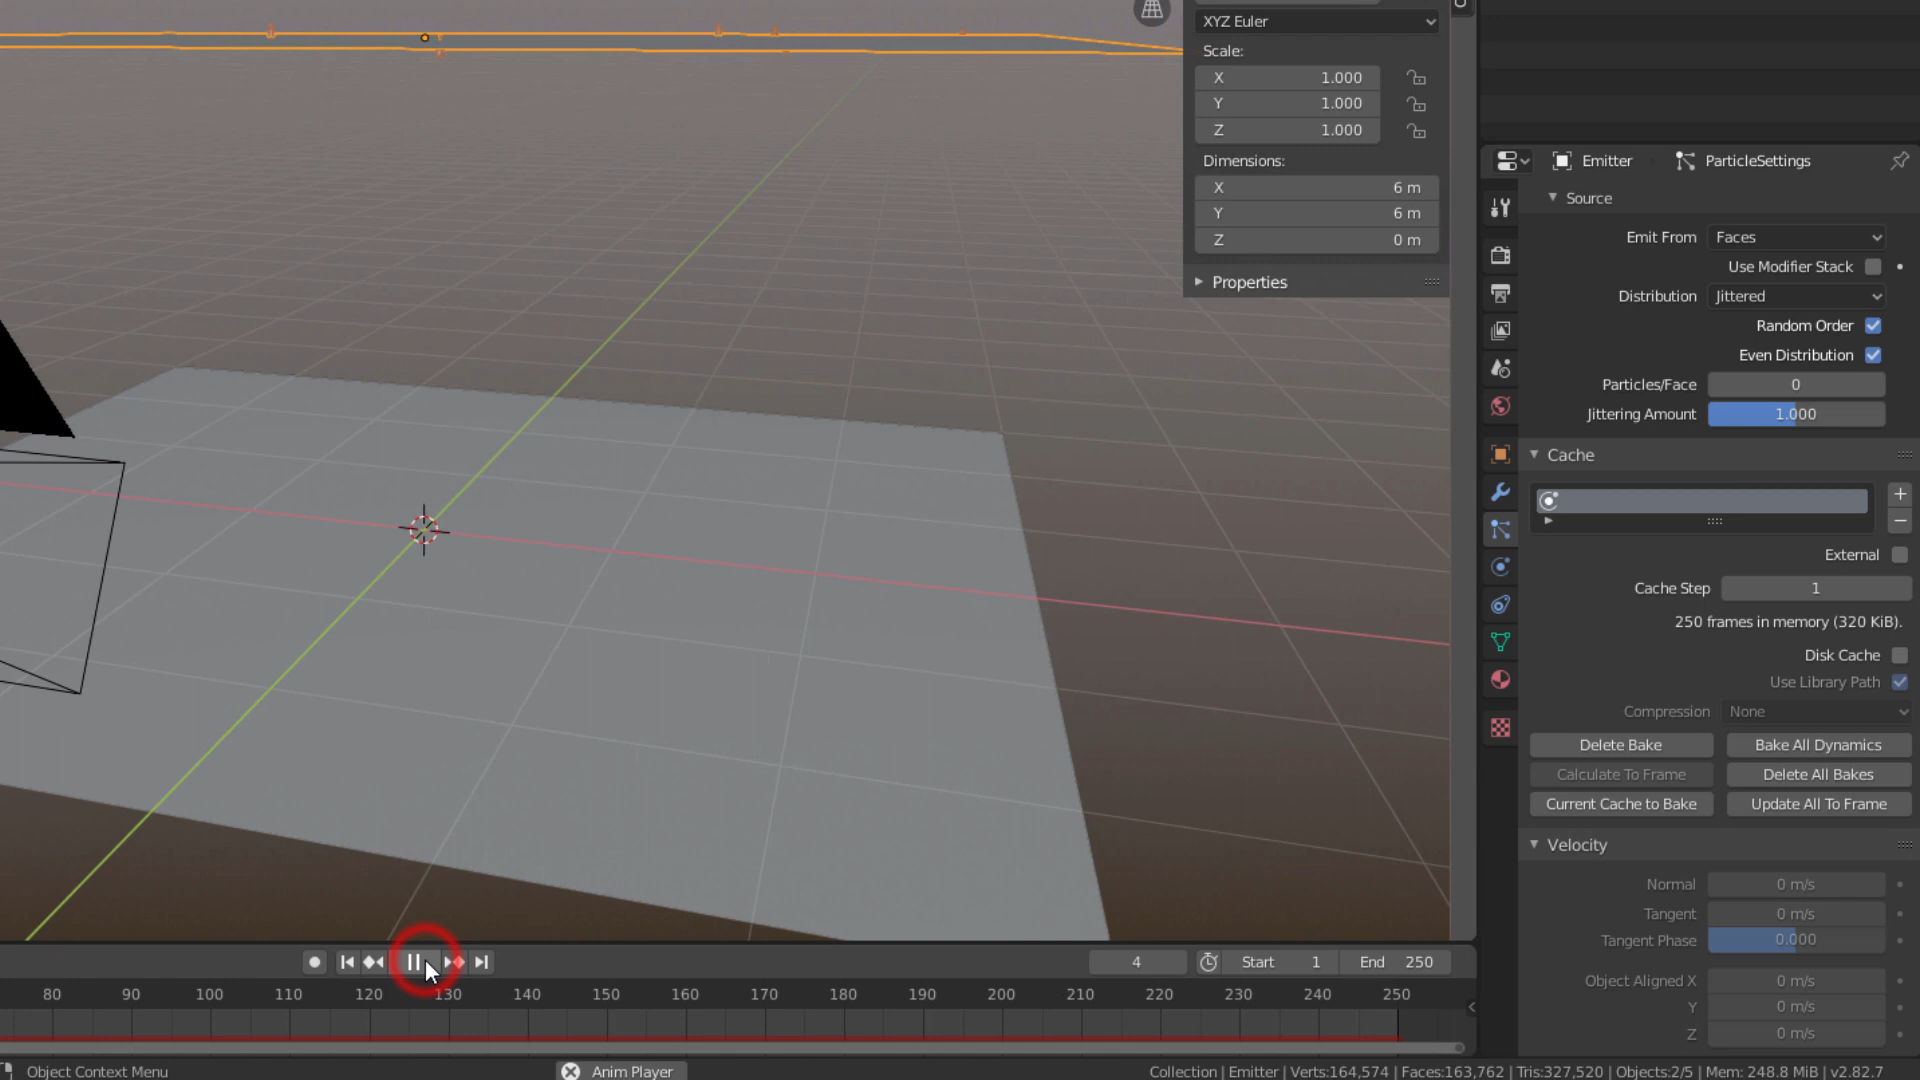 XYZ Euler
Scale:
X 1.000
Y 1.000
Z 1.000
Dimensions:
X 6 m
Y 6 m
Z 0 m
Properties
Emitter ParticleSettings
Source
Emit From Faces
Use Modifier Stack
Distribution Jittered
Random Order
Even Distribution
Particles/Face 0
Jittering Amount 1.000
Cache
External
Cache Step 1
250 frames in memory (320 KiB).
Disk Cache
Use Library Path
Compression None
Delete Bake Bake All Dynamics
Calculate To Frame Delete All Bakes
Current Cache to Bake Update All To Frame
Velocity
Normal 0 m/s
Tangent 0 m/s
Tangent Phase 0.000
Object Aligned X 0 m/s
Y 0 m/s
Z 0 m/s
4 Start 1 End 250
80 90 100 110 120 130 140 150 160 170 180 190 200 210 220 230 240 250
Object Context Menu Anim Player Collection | Emitter | Verts:164,574 | Faces:163,762 | Tris:327,520 | Objects:2/5 | Mem: 248.8 MiB | v2.82.7